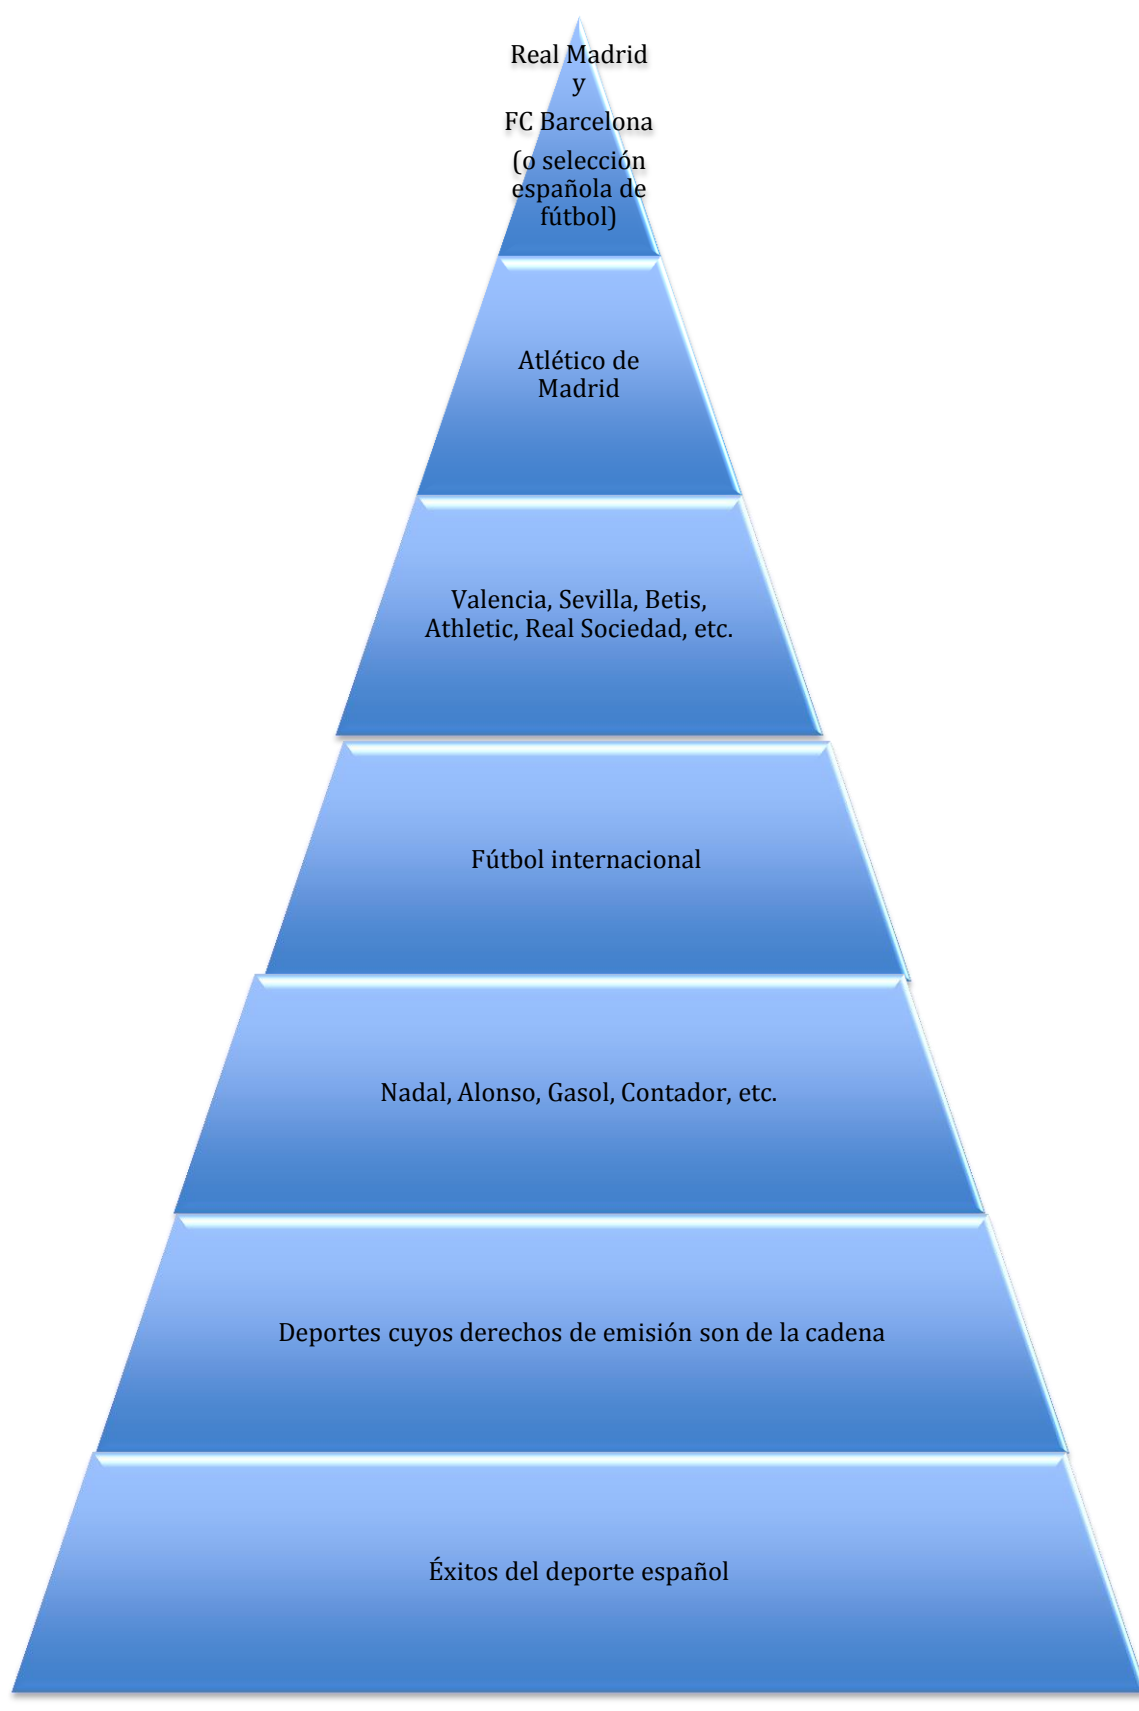 Real Madrid
y
FC Barcelona
(o selección
española de
fútbol)
Atlético de
Madrid
Valencia, Sevilla, Betis,
Athletic, Real Sociedad, etc.
Fútbol internacional
Nadal, Alonso, Gasol, Contador, etc.
Deportes cuyos derechos de emisión son de la cadena
Éxitos del deporte español